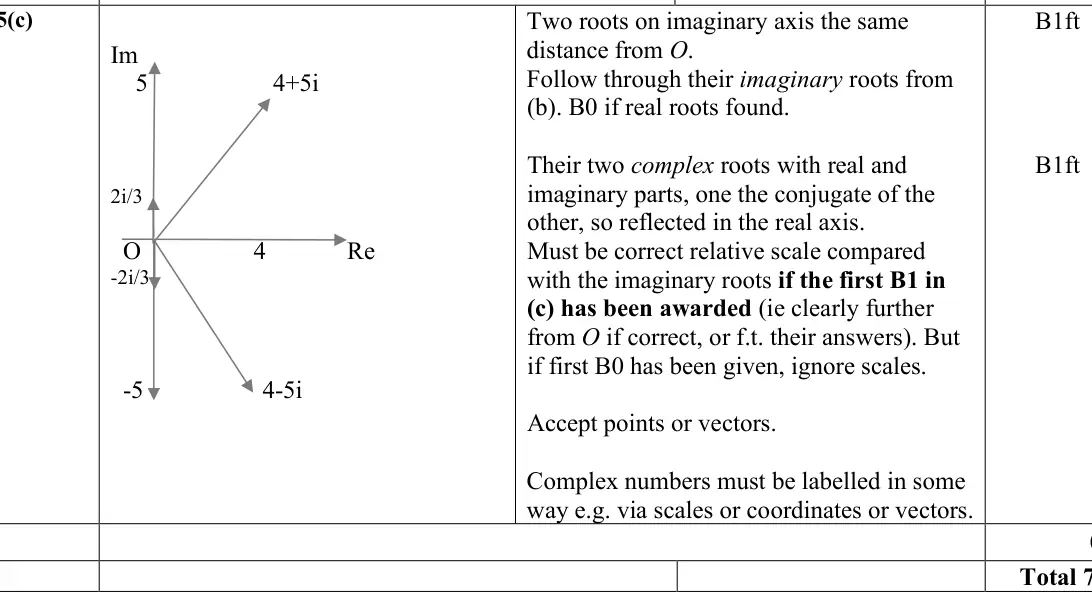 5(c)
Im
5
4+5i
2i/3
O
4
Re
-2i/3
-5
4-5i
Two roots on imaginary axis the same
distance from O.
Follow through their imaginary roots from
(b). B0 if real roots found.
B1ft
Their two complex roots with real and
imaginary parts, one the conjugate of the
other, so reflected in the real axis.
Must be correct relative scale compared
with the imaginary roots if the first B1 in
(c) has been awarded (ie clearly further
from O if correct, or f.t. their answers). But
if first B0 has been given, ignore scales.
B1ft
Accept points or vectors.
Complex numbers must be labelled in some
way e.g. via scales or coordinates or vectors.
(
Total 7